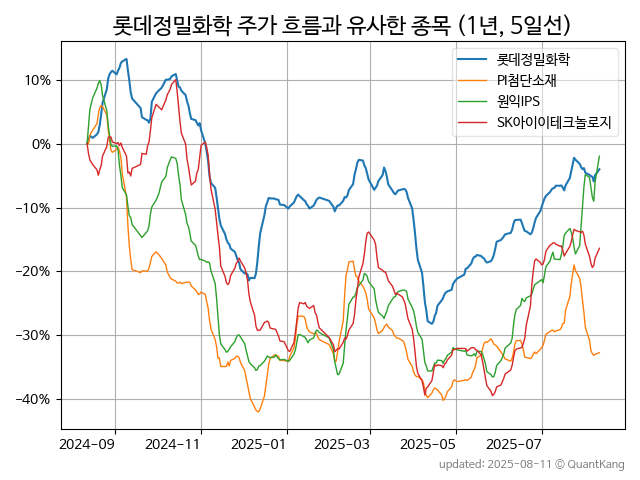 롯데정밀화학 주가 흐름과 유사한 종목 (1년, 5일선)
롯데정밀화학
PI첨단소재
원익IPS
SK아이이테크놀로지
10%
0%
−10%
−20%
−30%
−40%
2024-09
2024-11
2025-01
2025-03
2025-05
2025-07
updated: 2025-08-11 © QuantKang